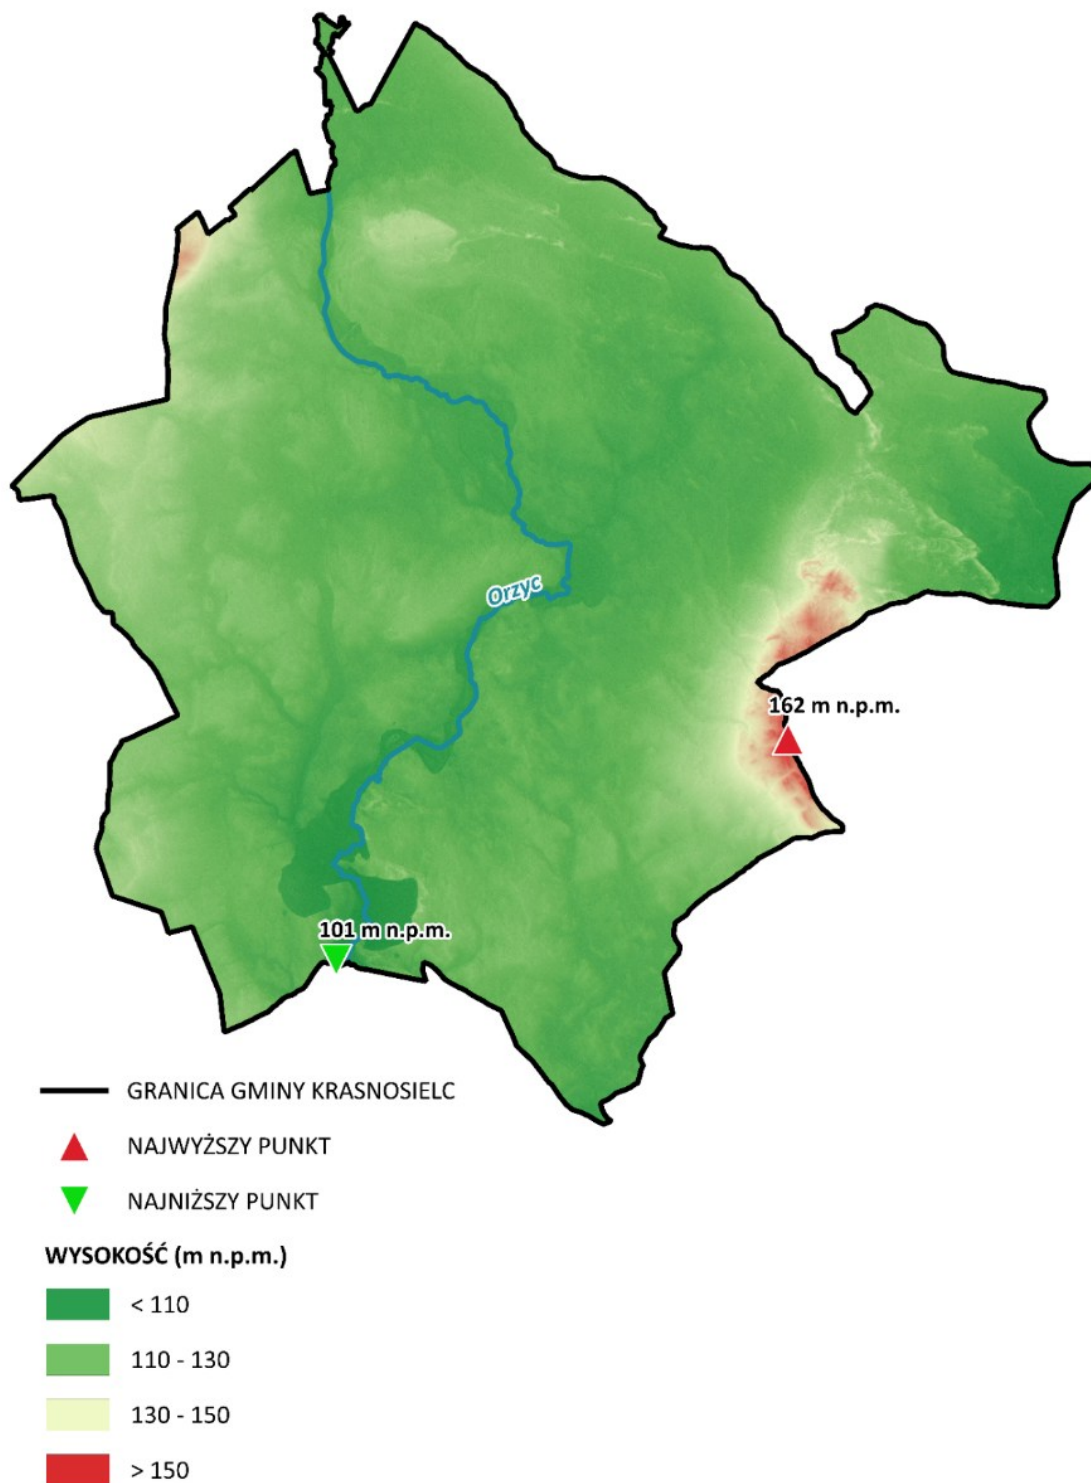 Orzyc
162 m n.p.m.
101 m n.p.m.
GRANICA GMINY KRASNOSIELC
NAJWYŻSZY PUNKT
NAJNIŻSZY PUNKT
WYSOKOŚĆ (m n.p.m.)
< 110
110 - 130
130 - 150
> 150